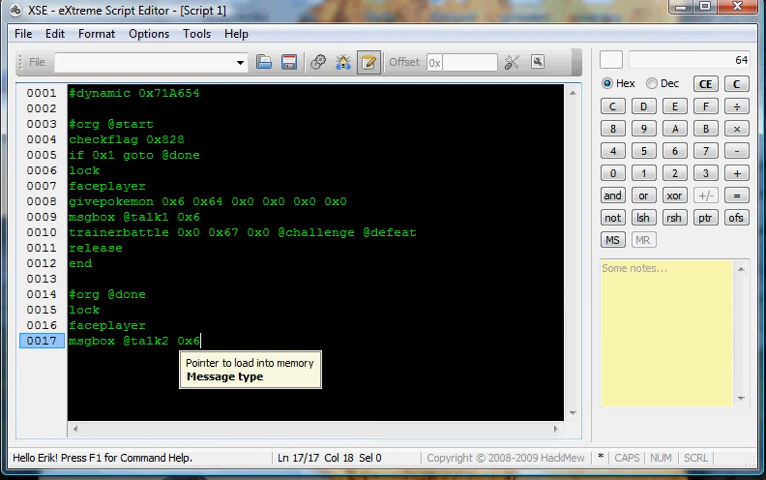 XSE - eXtreme Script Editor - [Script 1]
File Edit Format Options Tools Help
File Offset 0x
64
Hex Dec CE C
C D E F ÷
8 9 A B ×
4 5 6 7 -
0 1 2 3 +
and or xor +/- =
not lsh rsh ptr ofs
MS MR
Some notes...
0001 #dynamic 0x71A654
0002
0003 #org @start
0004 checkflag 0x828
0005 if 0x1 goto @done
0006 lock
0007 faceplayer
0008 givepokemon 0x6 0x64 0x0 0x0 0x0 0x0
0009 msgbox @talk1 0x6
0010 trainerbattle 0x0 0x67 0x0 @challenge @defeat
0011 release
0012 end
0013
0014 #org @done
0015 lock
0016 faceplayer
0017 msgbox @talk2 0x6
Pointer to load into memory
Message type
Hello Erik! Press F1 for Command Help. Ln 17/17 Col 18 Sel 0 Copyright © 2008-2009 HackMew * CAPS NUM SCRL